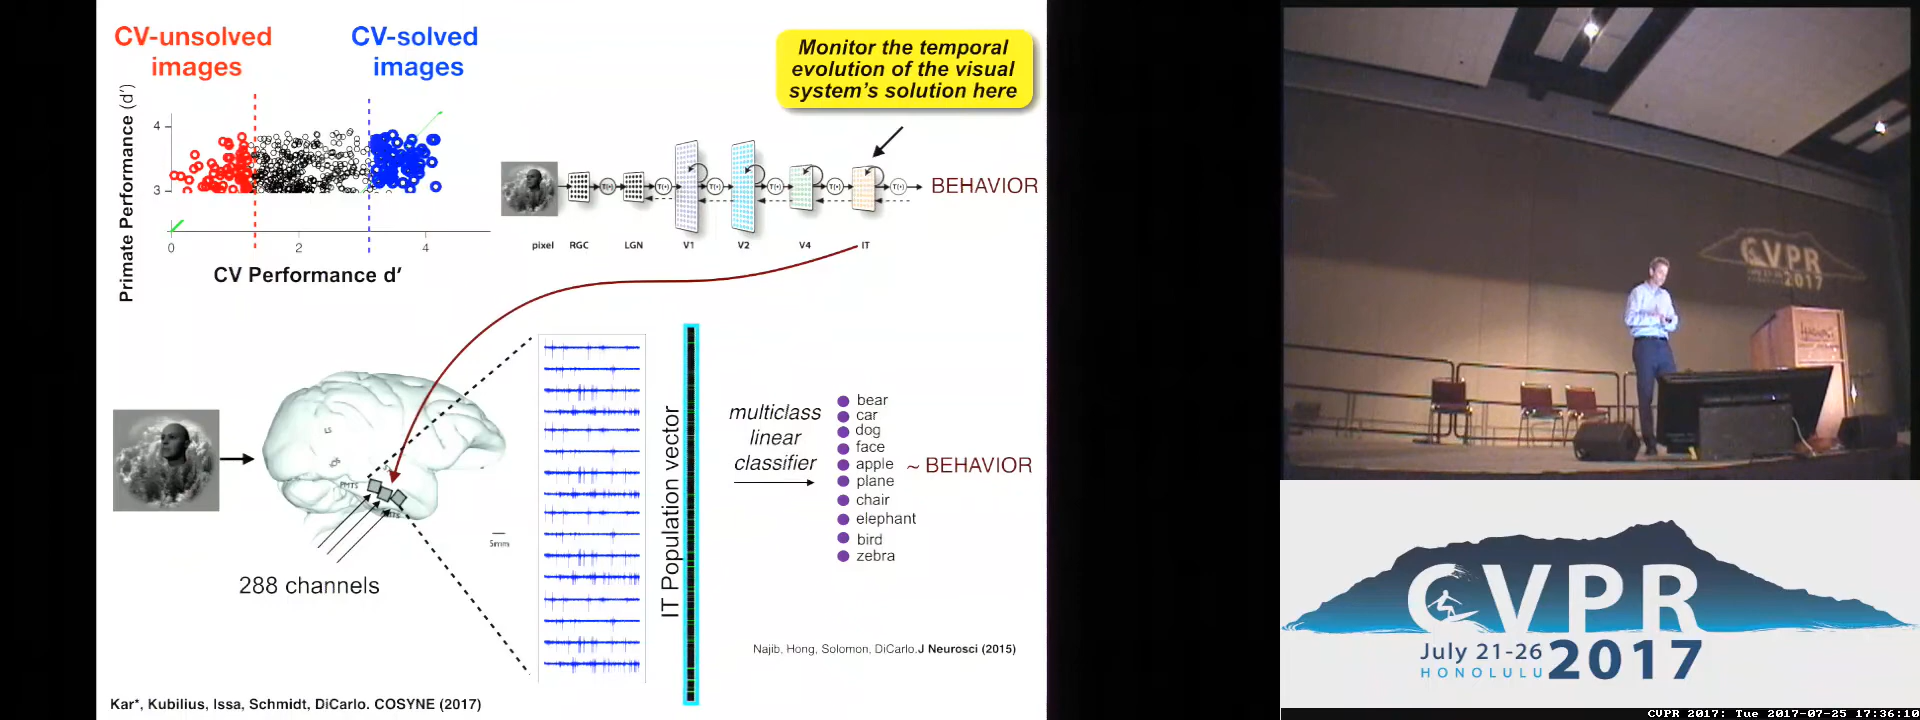 CV-unsolved
images
CV-solved
images
Monitor the temporal
evolution of the visual
system's solution here
Primate Performance (d')
4
3
0
2
4
CV Performance d'
T(•)
T(•)
T(•)
T(•)
T(•)
T(•)
BEHAVIOR
pixel
RGC
LGN
V1
V2
V4
IT
LS
5mm
288 channels
IT Population vector
multiclass
linear
classifier
bear
car
dog
face
apple
plane
chair
elephant
bird
zebra
~ BEHAVIOR
Najib, Hong, Solomon, DiCarlo.J Neurosci (2015)
Kar*, Kubilius, Issa, Schmidt, DiCarlo. COSYNE (2017)
CVPR
2017
CVPR
July 21-26
HONOLULU
2017
CVPR 2017: Tue 2017-07-25 17:36:10